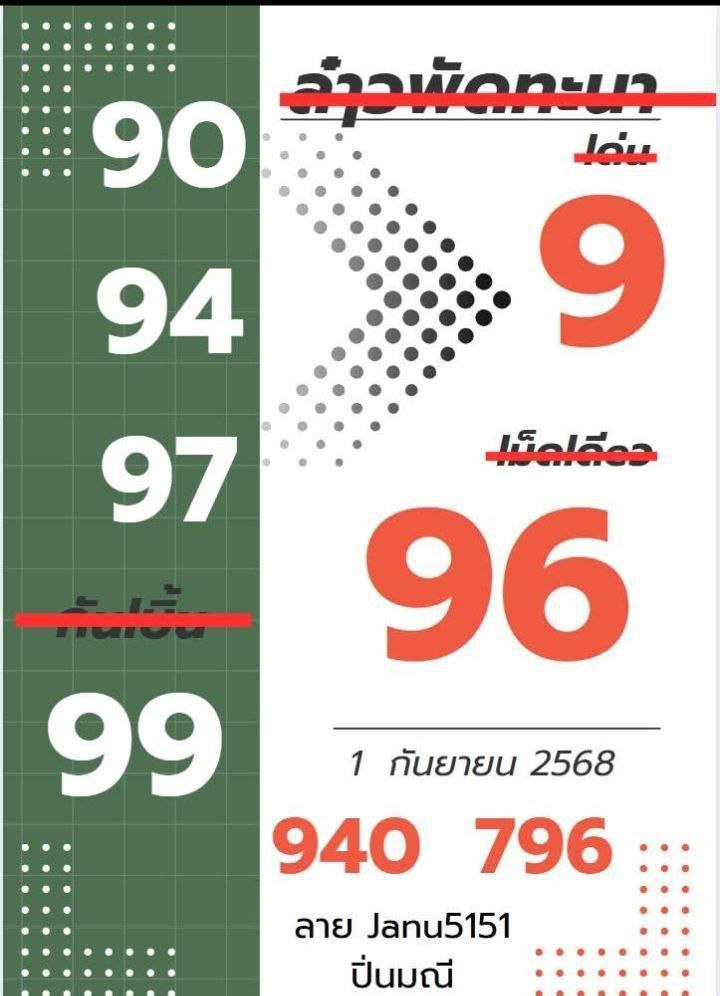 90
94
97
กันเบิ้น
99
ลําวพัดทะนา
เด่น
9
เม็ดเดียว
96
1 กันยายน 2568
940 796
ลาย Janu5151
ปิ่นมณี